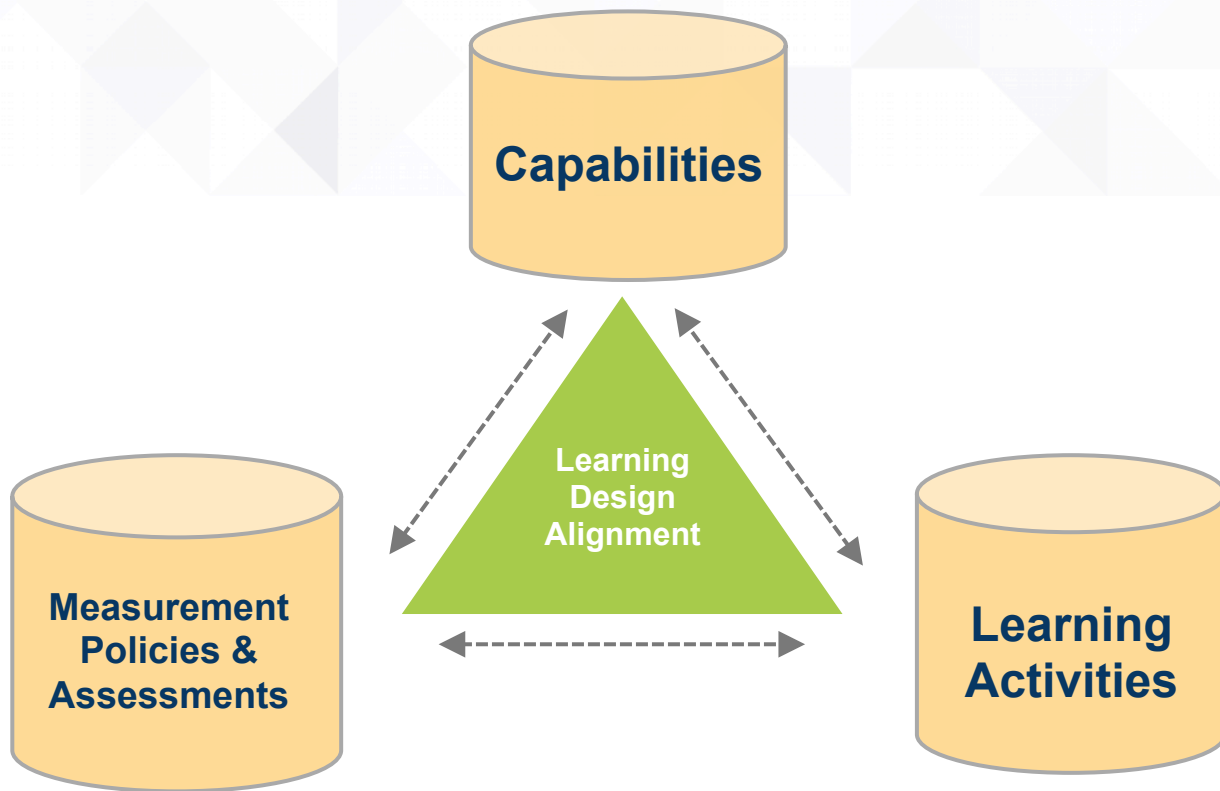 Capabilities
Learning
Design
Alignment
Measurement
Policies &
Assessments
Learning
Activities